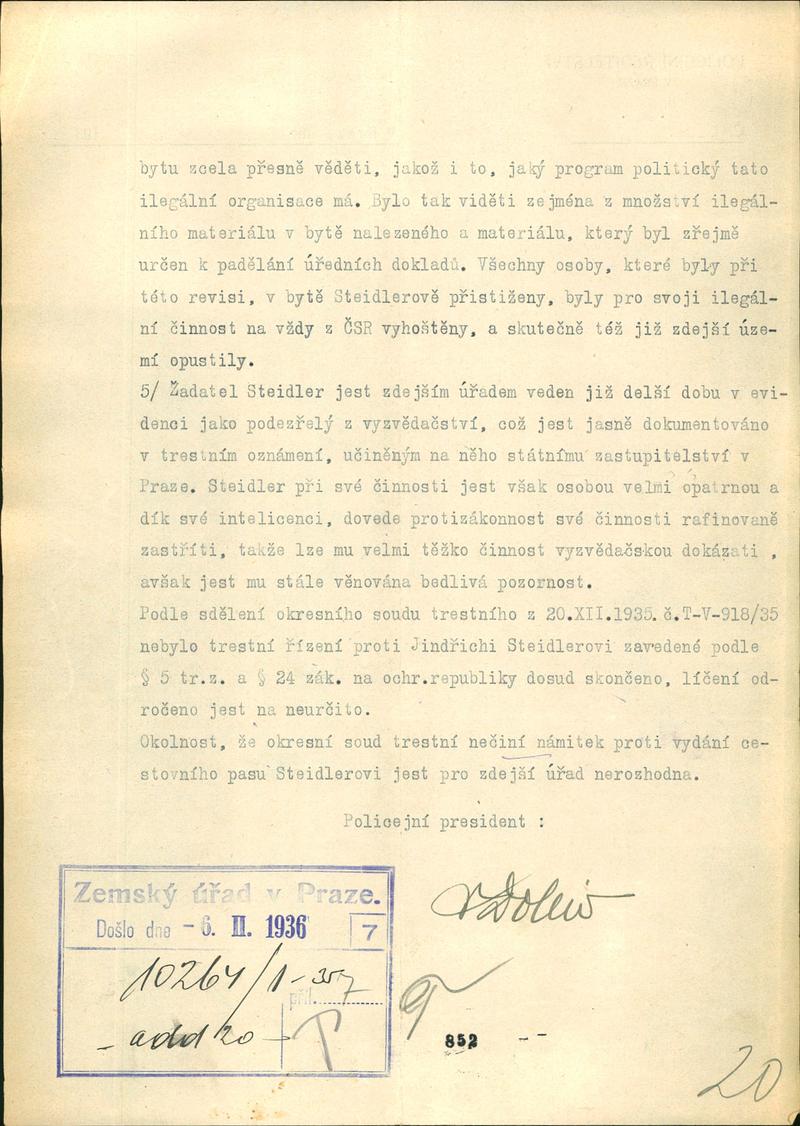 bytu zcela přesně věděti, jakož i to, jaký program politický tato
ilegální organisace má. Bylo tak viděti zejména z množství ilegál-
ního materiálu v bytě nalezeného a materiálu, který byl zřejmě
určen k padělání úředních dokladů. Všechny osoby, které byly při
této revisi, v bytě Steidlerově přistiženy, byly pro svoji ilegál-
ní činnost na vždy z ČSR vyhoštěny, a skutečně též již zdejší úze-
mí opustily.
5/ Žadatel Steidler jest zdejším úřadem veden již delší dobu v evi-
denci jako podezřelý z vyzvědačství, což jest jasně dokumentováno
v trestním oznámení, učiněným na něho státnímu zastupitelství v
Praze. Steidler při své činnosti jest však osobou velmi opatrnou a
dík své intelicenci, dovede protizákonnost své činnosti rafinovaně
zastříti, takže lze mu velmi těžko činnost vyzvědačskou dokázati ,
avšak jest mu stále věnována bedlivá pozornost.
Podle sdělení okresního soudu trestního z 20.XII.1935. č.T-V-918/35
nebylo trestní řízení proti Jindřichi Steidlerovi zavedené podle
§ 5 tr.z. a § 24 zák. na ochr.republiky dosud skončeno, líčení od-
ročeno jest na neurčito.
Okolnost, že okresní soud trestní nečiní námitek proti vydání ce-
stovního pasu Steidlerovi jest pro zdejší úřad nerozhodna.
Policejní president :
Zemský úřad v Praze.
Došlo dne - 6. II. 1936 7
10264/1-357
příl.
- add 20 -
852 - -
20